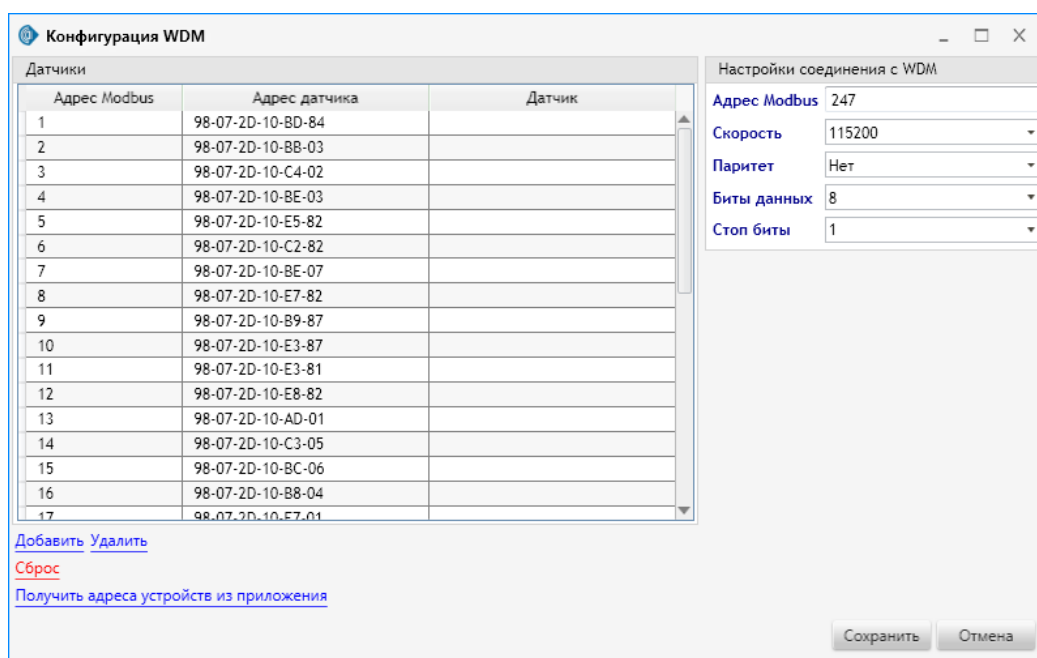 Конфигурация WDM
Датчики
Адрес Modbus Адрес датчика Датчик
1 98-07-2D-10-BD-84
2 98-07-2D-10-BB-03
3 98-07-2D-10-C4-02
4 98-07-2D-10-BE-03
5 98-07-2D-10-E5-82
6 98-07-2D-10-C2-82
7 98-07-2D-10-BE-07
8 98-07-2D-10-E7-82
9 98-07-2D-10-B9-87
10 98-07-2D-10-E3-87
11 98-07-2D-10-E3-81
12 98-07-2D-10-E8-82
13 98-07-2D-10-AD-01
14 98-07-2D-10-C3-05
15 98-07-2D-10-BC-06
16 98-07-2D-10-B8-04
17 98-07-2D-10-E7-01
Добавить Удалить
Сброс
Получить адреса устройств из приложения
Настройки соединения с WDM
Адрес Modbus 247
Скорость 115200
Паритет Нет
Биты данных 8
Стоп биты 1
Сохранить Отмена